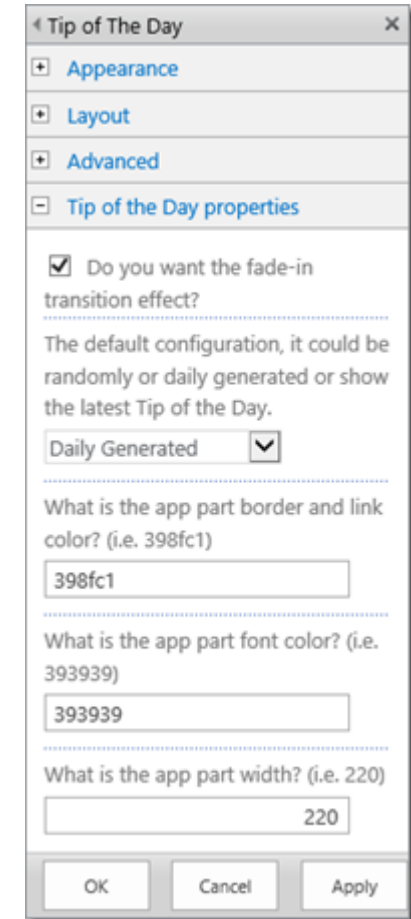 Tip of The Day
Appearance
Layout
Advanced
Tip of the Day properties
Do you want the fade-in
transition effect?
The default configuration, it could be
randomly or daily generated or show
the latest Tip of the Day.
Daily Generated
What is the app part border and link
color? (i.e. 398fc1)
398fc1
What is the app part font color? (i.e.
393939)
393939
What is the app part width? (i.e. 220)
220
OK Cancel Apply